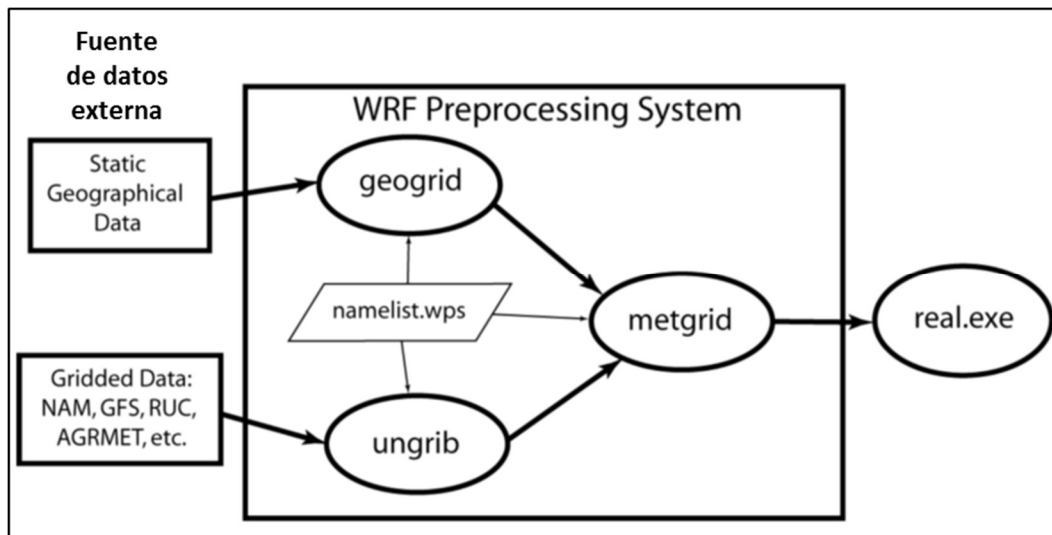 Fuente
de datos
externa
WRF Preprocessing System
Static
Geographical
Data
geogrid
namelist.wps
metgrid
real.exe
Gridded Data:
NAM, GFS, RUC,
AGRMET, etc.
ungrib